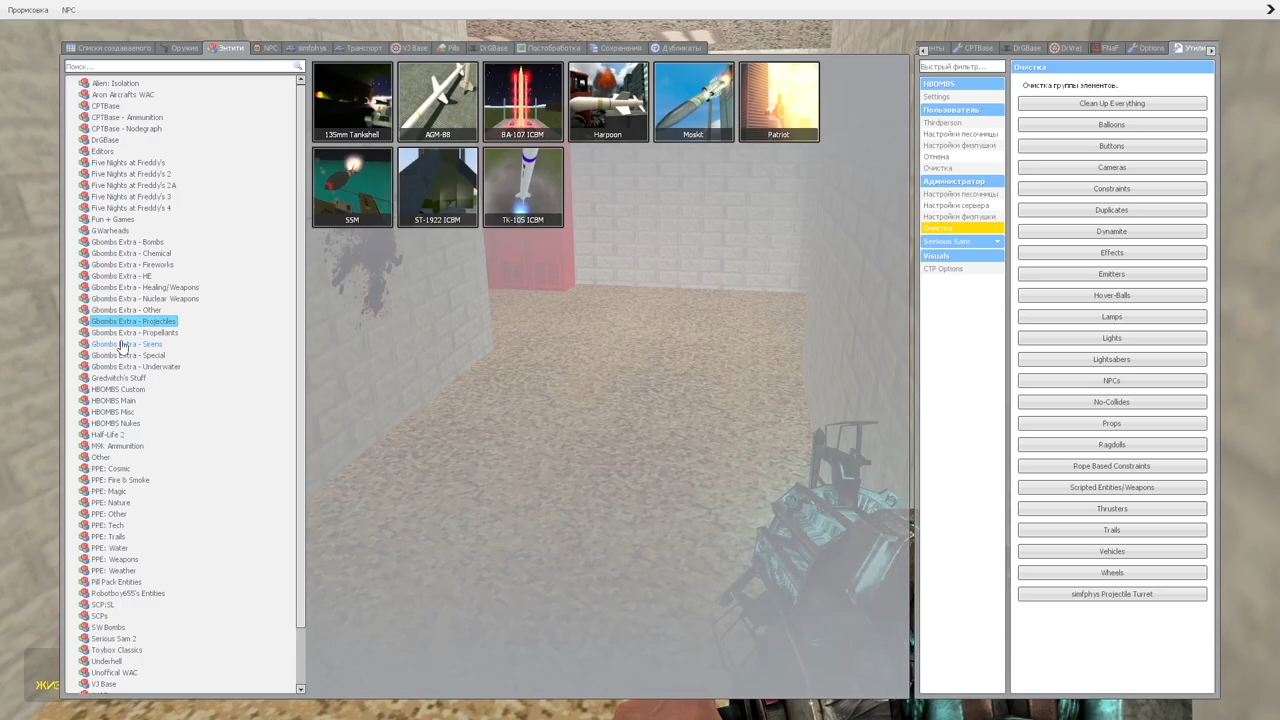 Прорисовка NPC
Списки создаваемого Оружие Энтити NPC simfphys Транспорт VJ Base Pills DrGBase Постобработка Сохранения Дубликаты
енты CPTBase DrGBase DrVrej FNaF Options Утили
Поиск...
Alien: Isolation
Aron Aircrafts WAC
CPTBase
CPTBase - Ammunition
CPTBase - Nodegraph
DrGBase
Editors
Five Nights at Freddy's
Five Nights at Freddy's 2
Five Nights at Freddy's 2A
Five Nights at Freddy's 3
Five Nights at Freddy's 4
Fun + Games
GWarheads
Gbombs Extra - Bombs
Gbombs Extra - Chemical
Gbombs Extra - Fireworks
Gbombs Extra - HE
Gbombs Extra - Healing/Weapons
Gbombs Extra - Nuclear Weapons
Gbombs Extra - Other
Gbombs Extra - Projectiles
Gbombs Extra - Propellants
Gbombs Extra - Sirens
Gbombs Extra - Special
Gbombs Extra - Underwater
Gredwitch's Stuff
HBOMBS Custom
HBOMBS Main
HBOMBS Misc
HBOMBS Nukes
Half-Life 2
M9K Ammunition
Other
PPE: Cosmic
PPE: Fire & Smoke
PPE: Magic
PPE: Nature
PPE: Other
PPE: Tech
PPE: Trails
PPE: Water
PPE: Weapons
PPE: Weather
Pill Pack Entities
Robotboy655's Entities
SCP:SL
SCPs
SW Bombs
Serious Sam 2
Toybox Classics
Underhell
Unoffical WAC
VJ Base
135mm Tankshell
AGM-88
BA-107 ICBM
Harpoon
Moskit
Patriot
SSM
ST-1922 ICBM
TK-105 ICBM
Быстрый фильтр...
HBOMBS
Settings
Пользователь
Thirdperson
Настройки песочницы
Настройки физпушки
Отмена
Очистка
Администратор
Настройки песочницы
Настройки сервера
Настройки физпушки
Очистка
Serious Sam
Visuals
CTP Options
Очистка
Очистка группы элементов.
Clean Up Everything
Balloons
Buttons
Cameras
Constraints
Duplicates
Dynamite
Effects
Emitters
Hover-Balls
Lamps
Lights
Lightsabers
NPCs
No-Collides
Props
Ragdolls
Rope Based Constraints
Scripted Entities/Weapons
Thrusters
Trails
Vehicles
Wheels
simfphys Projectile Turret